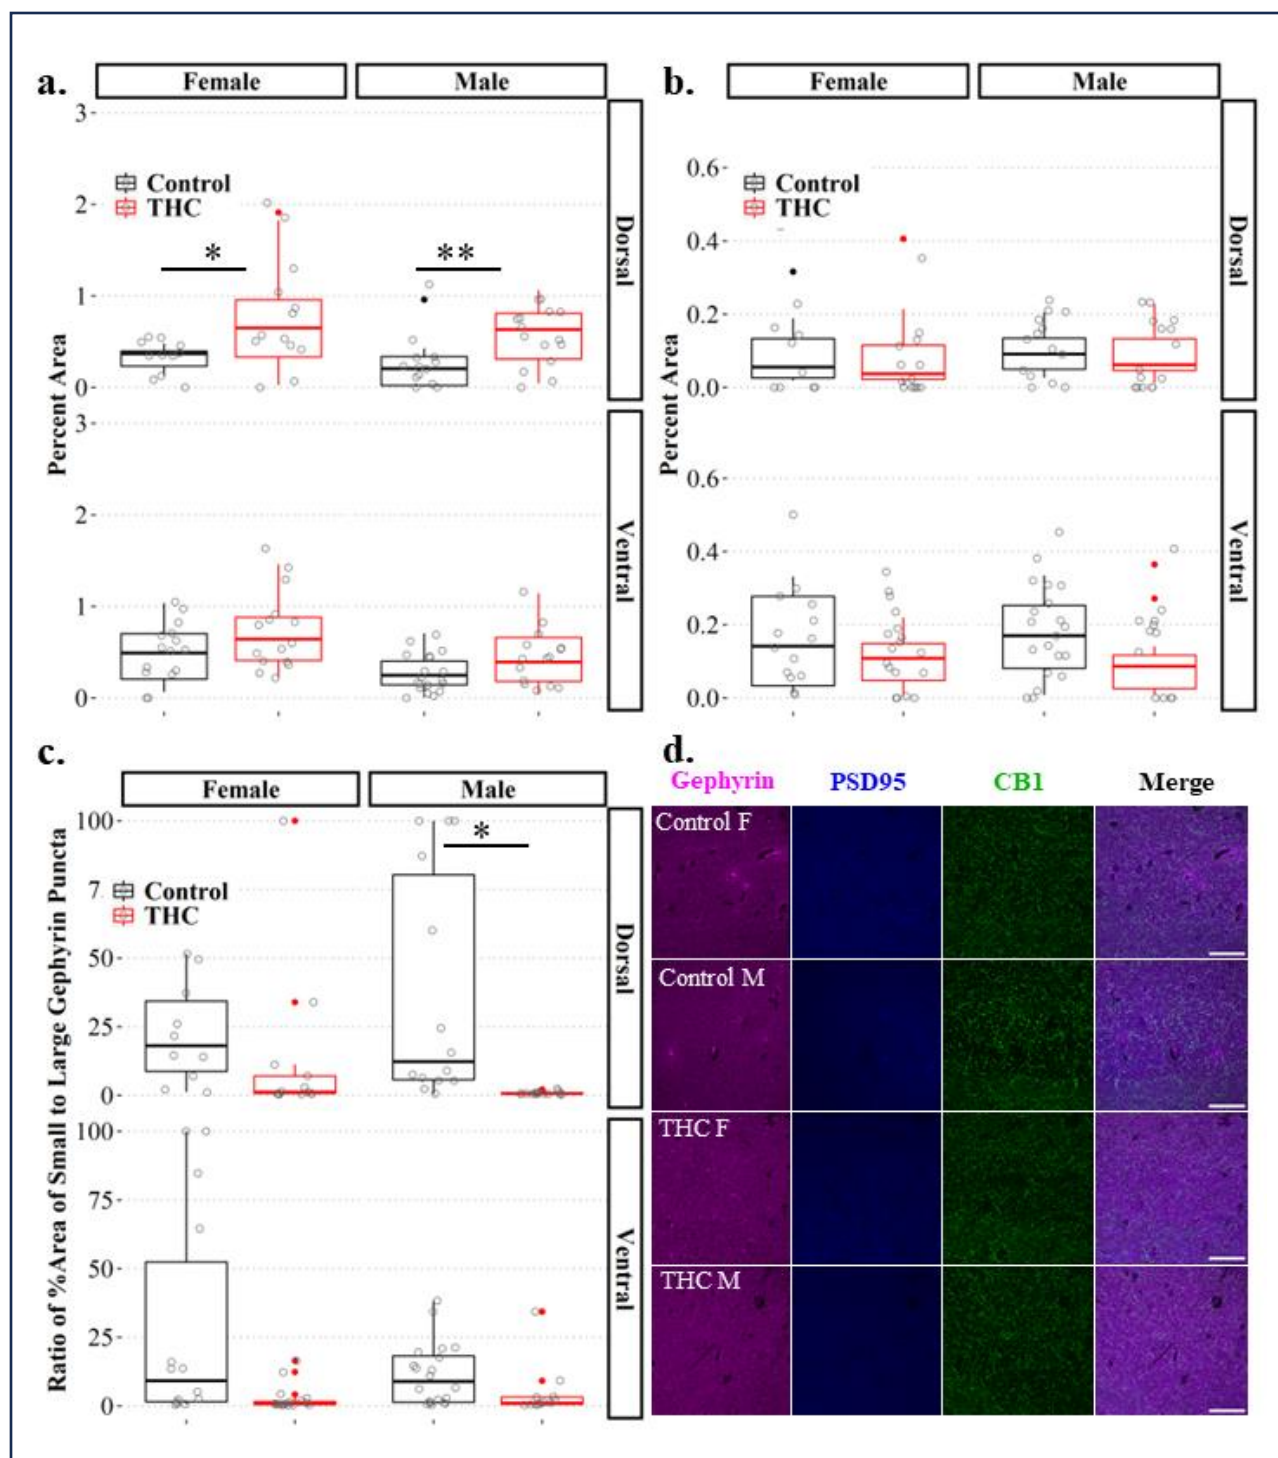 a.
Female
Male
3
2
1
0
Control
THC
*
**
Dorsal
Percent Area
3
2
1
0
Ventral
b.
Female
Male
0.6
0.4
0.2
0.0
Control
THC
Dorsal
Percent Area
0.6
0.4
0.2
0.0
Ventral
c.
Female
Male
100
7
50
25
0
Control
THC
*
Dorsal
Ratio of %Area of Small to Large Gephyrin Puncta
100
75
50
25
0
Ventral
d.
Gephyrin PSD95 CB1 Merge
Control F
Control M
THC F
THC M